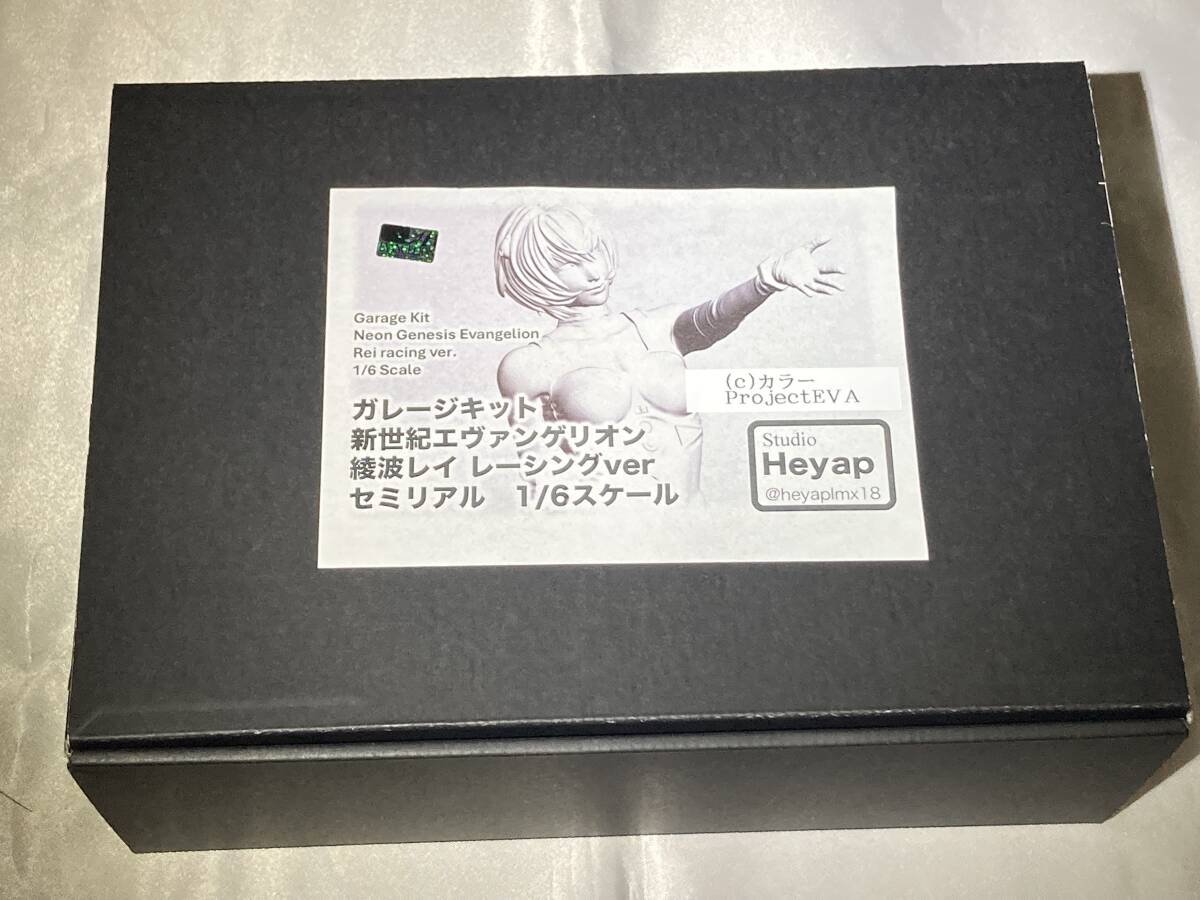 Garage Kit
Neon Genesis Evangelion
Rei racing ver.
1/6 Scale
ガレージキット
新世紀エヴァンゲリオン
綾波レイ レーシングver
セミリアル 1/6スケール
(c)カラー
ProjectEVA
Studio
Heyap
@heyaplmx18